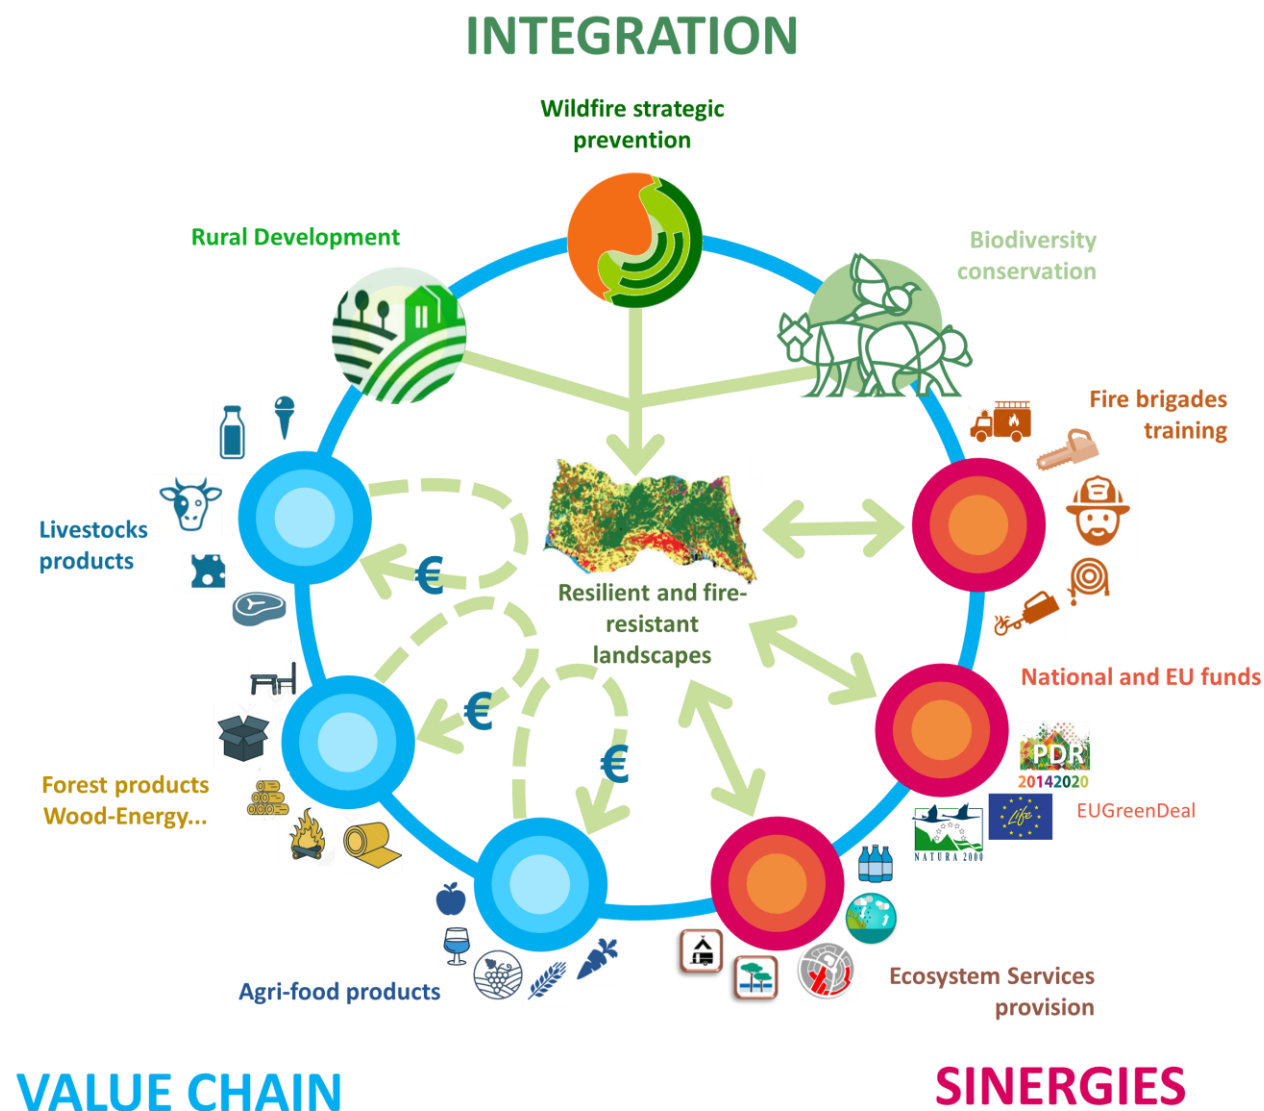 INTEGRATION
Wildfire strategic
prevention
Rural Development
Biodiversity
conservation
Fire brigades
training
Livestocks
products
€
Resilient and fire-
resistant
landscapes
National and EU funds
€
€
PDR
20142020
Forest products
Wood-Energy...
EUGreenDeal
Life
NATURA 2000
Agri-food products
Ecosystem Services
provision
VALUE CHAIN
SINERGIES